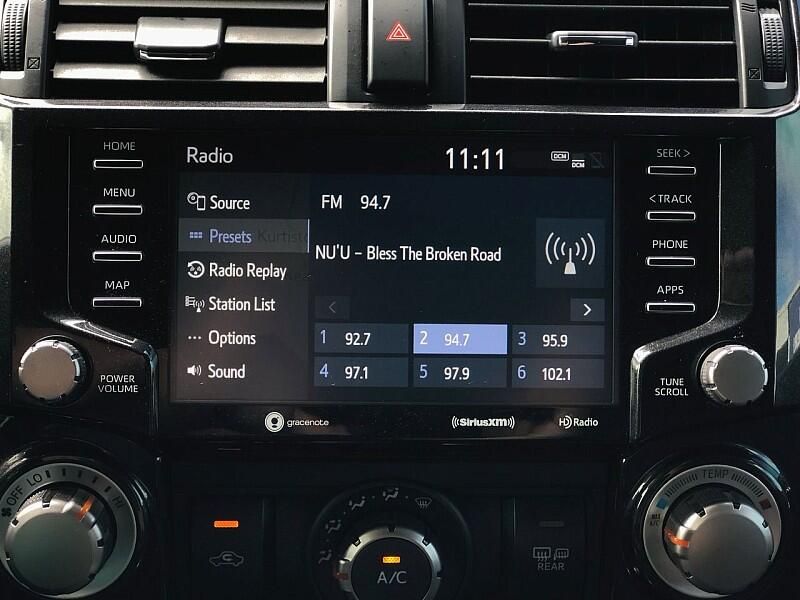 HOME
Radio
11:11
DCM
DCM
SEEK >
MENU
Source
FM 94.7
< TRACK
AUDIO
Presets
NU'U – Bless The Broken Road
PHONE
MAP
Radio Replay
Station List
< >
APPS
Options
1 92.7 2 94.7 3 95.9
Sound
4 97.1 5 97.9 6 102.1
POWER
VOLUME
TUNE
SCROLL
gracenote
((SiriusXM))
HD Radio
OFF LO HI
TEMP
MAX
A/C
A/C
REAR